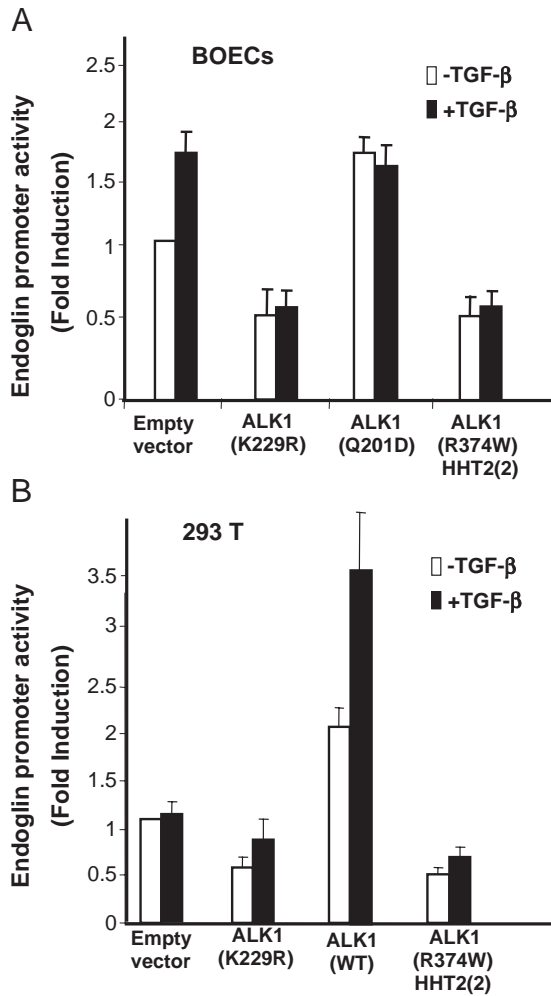 A
BOECs
-TGF-β
+TGF-β
Endoglin promoter activity
(Fold Induction)
2.5
2
1.5
1
0.5
0
Empty
vector
ALK1
(K229R)
ALK1
(Q201D)
ALK1
(R374W)
HHT2(2)
B
293 T
-TGF-β
+TGF-β
Endoglin promoter activity
(Fold Induction)
3.5
3
2.5
2
1.5
1
0.5
0
Empty
vector
ALK1
(K229R)
ALK1
(WT)
ALK1
(R374W)
HHT2(2)